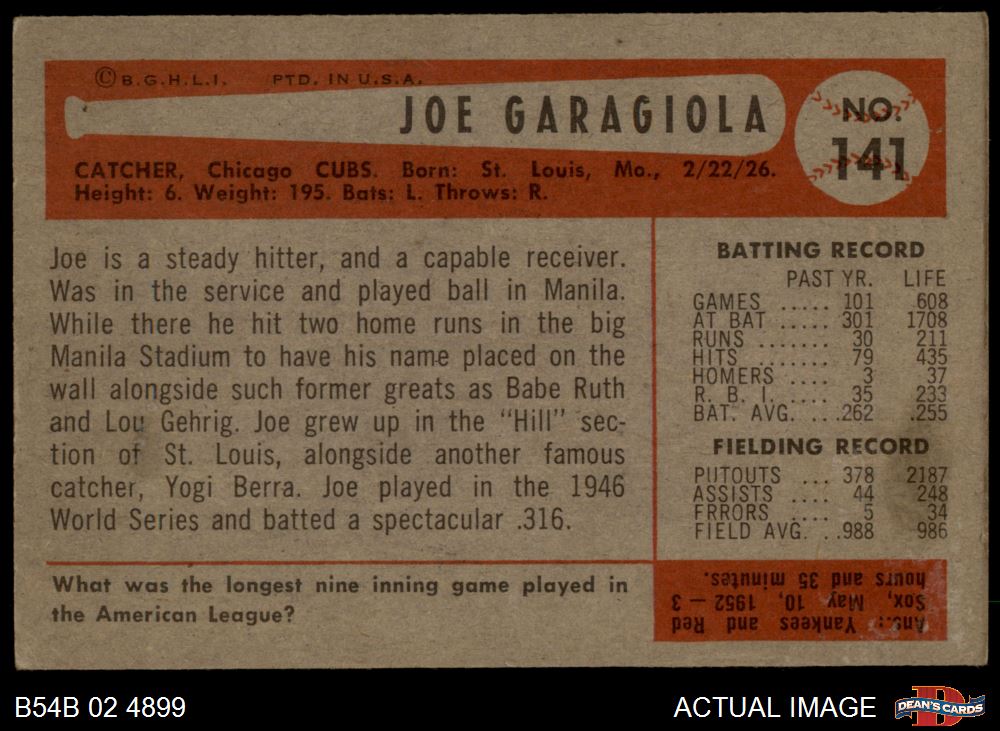 ©B.G.H.L.I. PTD. IN U.S.A.
JOE GARAGIOLA
NO.
141
CATCHER, Chicago CUBS. Born: St. Louis, Mo., 2/22/26.
Height: 6. Weight: 195. Bats: L. Throws: R.
Joe is a steady hitter, and a capable receiver.
Was in the service and played ball in Manila.
While there he hit two home runs in the big
Manila Stadium to have his name placed on the
wall alongside such former greats as Babe Ruth
and Lou Gehrig. Joe grew up in the "Hill" sec-
tion of St. Louis, alongside another famous
catcher, Yogi Berra. Joe played in the 1946
World Series and batted a spectacular .316.
BATTING RECORD
PAST YR. LIFE
GAMES ..... 101 608
AT BAT ..... 301 1708
RUNS ....... 30 211
HITS ....... 79 435
HOMERS .... 3 37
R. B. I. .... 35 233
BAT. AVG. ...262 .255
FIELDING RECORD
PUTOUTS ... 378 2187
ASSISTS .... 44 248
ERRORS .... 5 34
FIELD AVG. ..988 986
What was the longest nine inning game played in
the American League?
Ans.: Yankees and Red
Sox, May 10, 1952 — 3
hours and 35 minutes.
B54B 02 4899
ACTUAL IMAGE
D
DEAN'S CARDS